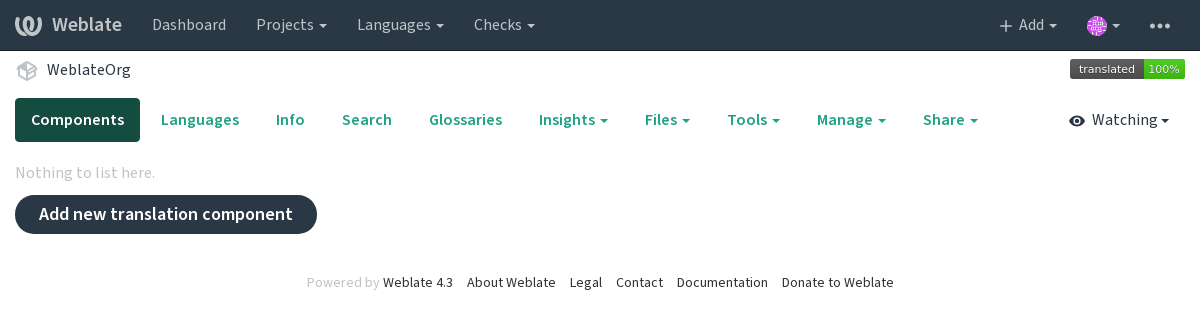 Weblate Dashboard Projects Languages Checks Add
WeblateOrg translated 100%
Components Languages Info Search Glossaries Insights Files Tools Manage Share Watching
Nothing to list here.
Add new translation component
Powered by Weblate 4.3 About Weblate Legal Contact Documentation Donate to Weblate